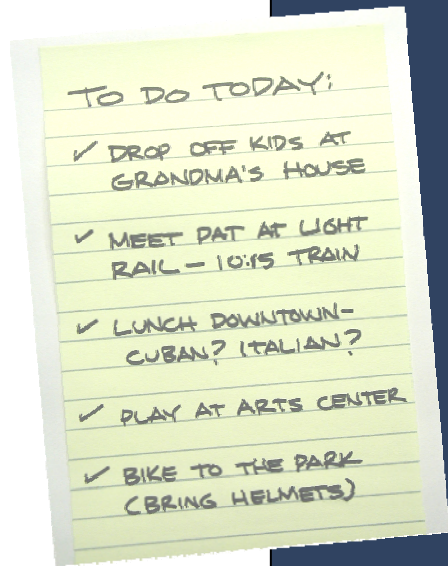 TO DO TODAY:
✓ DROP OFF KIDS AT
GRANDMA'S HOUSE
✓ MEET PAT AT LIGHT
RAIL – 10:15 TRAIN
✓ LUNCH DOWNTOWN–
CUBAN? ITALIAN?
✓ PLAY AT ARTS CENTER
✓ BIKE TO THE PARK
(BRING HELMETS)